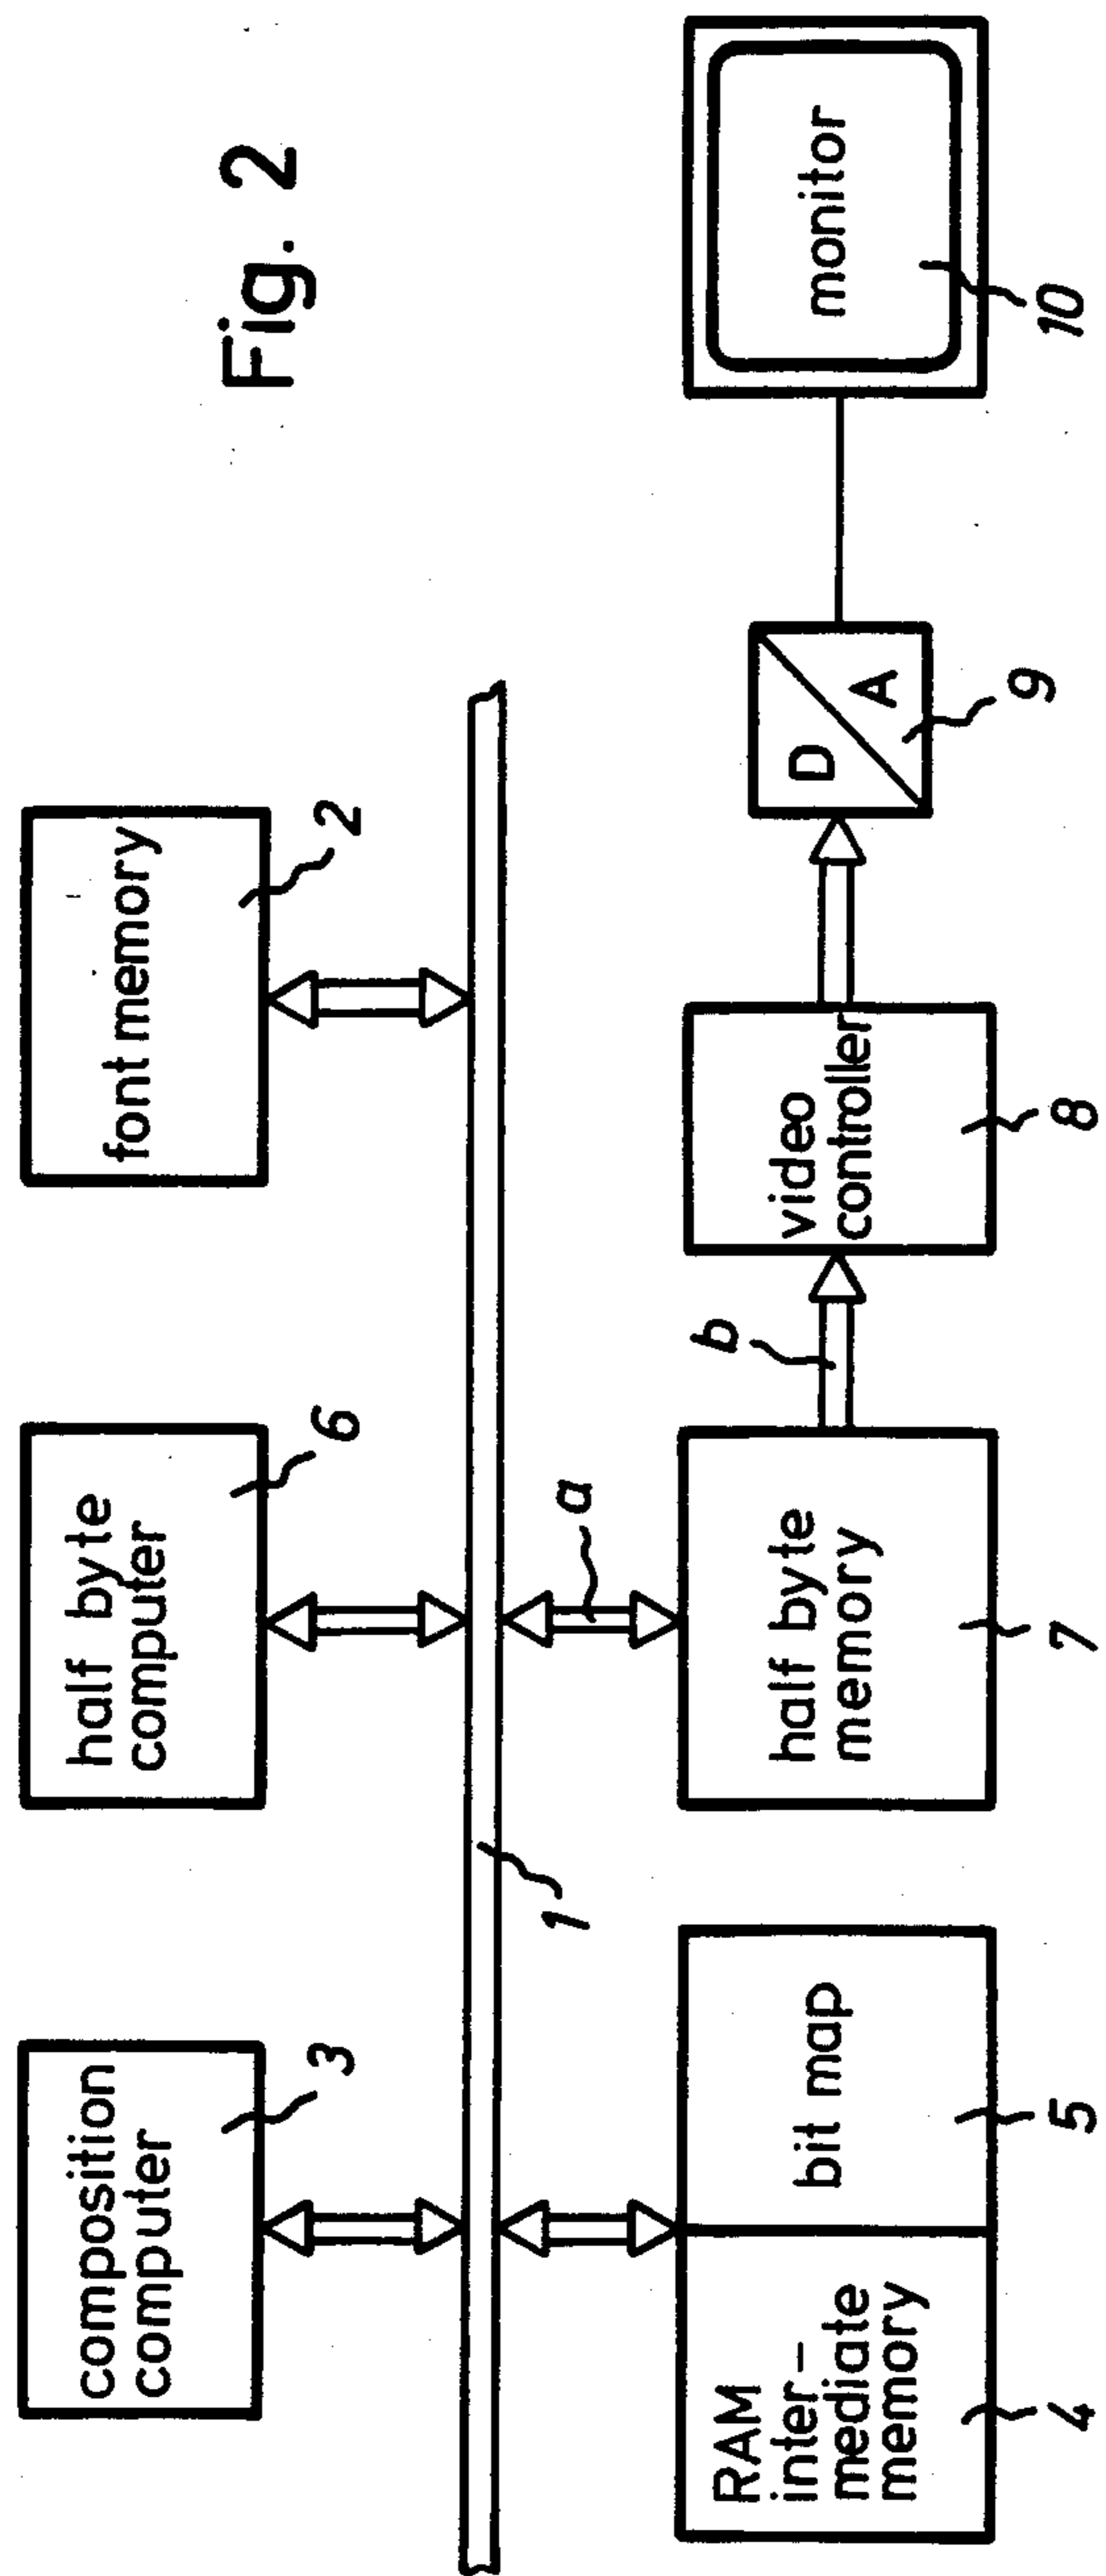 Fig. 2
composition
computer
3
half byte
computer
6
font memory
2
1
a
b
RAM
inter-
mediate
memory
4
bit map
5
half byte
memory
7
video
controller
8
D
A
9
monitor
10